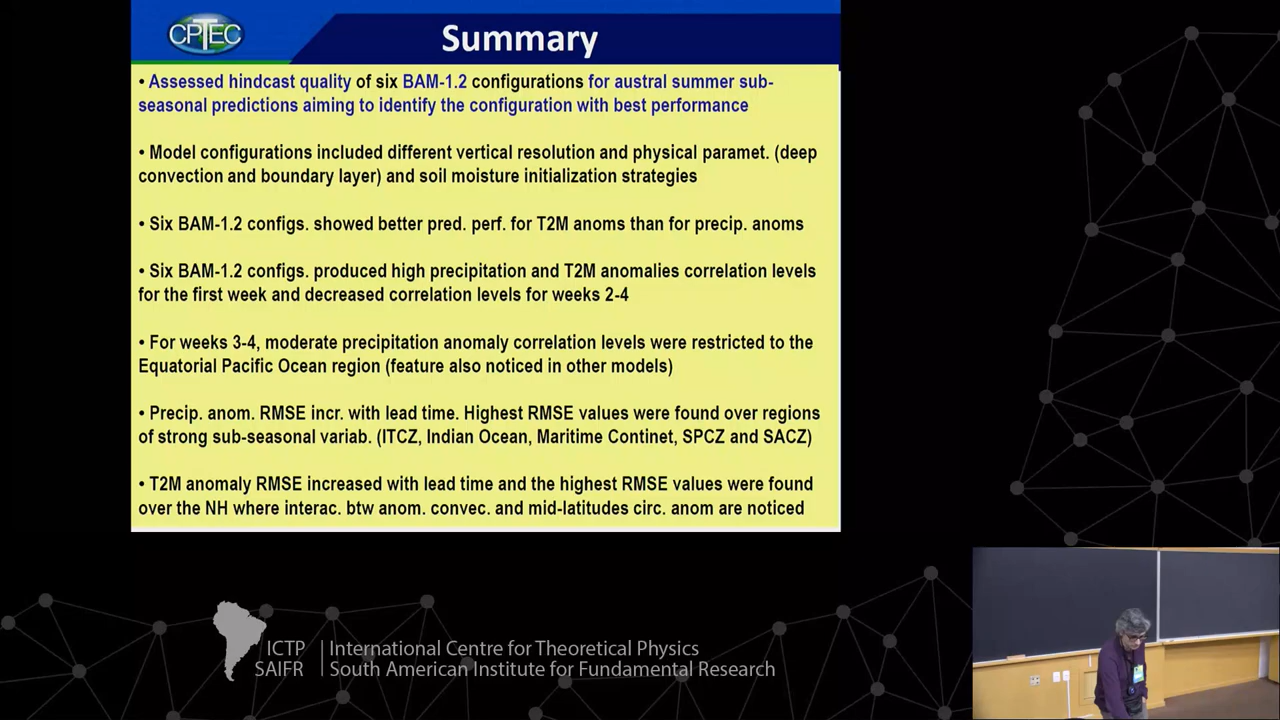 CPTEC
Summary
• Assessed hindcast quality of six BAM-1.2 configurations for austral summer sub-
seasonal predictions aiming to identify the configuration with best performance
• Model configurations included different vertical resolution and physical paramet. (deep
convection and boundary layer) and soil moisture initialization strategies
• Six BAM-1.2 configs. showed better pred. perf. for T2M anoms than for precip. anoms
• Six BAM-1.2 configs. produced high precipitation and T2M anomalies correlation levels
for the first week and decreased correlation levels for weeks 2-4
• For weeks 3-4, moderate precipitation anomaly correlation levels were restricted to the
Equatorial Pacific Ocean region (feature also noticed in other models)
• Precip. anom. RMSE incr. with lead time. Highest RMSE values were found over regions
of strong sub-seasonal variab. (ITCZ, Indian Ocean, Maritime Continet, SPCZ and SACZ)
• T2M anomaly RMSE increased with lead time and the highest RMSE values were found
over the NH where interac. btw anom. convec. and mid-latitudes circ. anom are noticed
ICTP | International Centre for Theoretical Physics
SAIFR | South American Institute for Fundamental Research